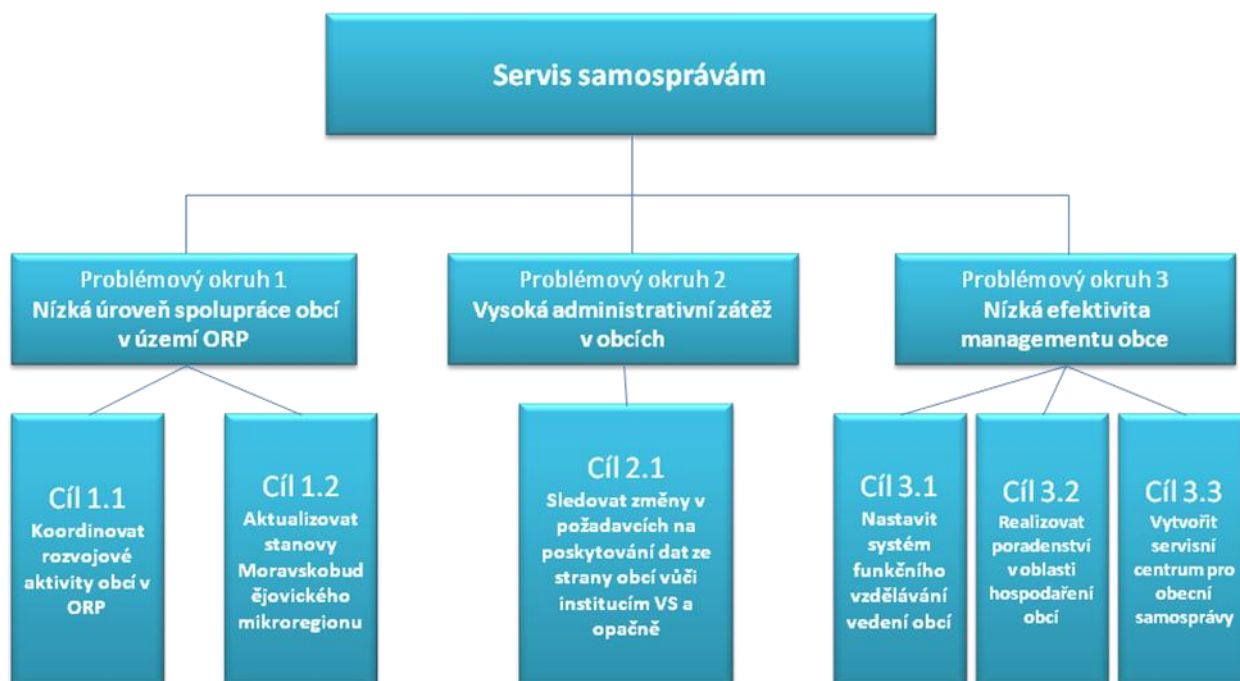 Servis samosprávám
Problémový okruh 1
Nízká úroveň spolupráce obcí
v území ORP
Problémový okruh 2
Vysoká administrativní zátěž
v obcích
Problémový okruh 3
Nízká efektivita
managementu obce
Cíl 1.1
Koordinovat
rozvojové
aktivity obcí v
ORP
Cíl 1.2
Aktualizovat
stanovy
Moravskobud
ějovického
mikroregionu
Cíl 2.1
Sledovat změny v
požadavcích na
poskytování dat ze
strany obcí vůči
institucím VS a
opačně
Cíl 3.1
Nastavit
systém
funkčního
vzdělávání
vedení obcí
Cíl 3.2
Realizovat
poradenství
v oblasti
hospodaření
obcí
Cíl 3.3
Vytvořit
servisní
centrum pro
obecní
samosprávy